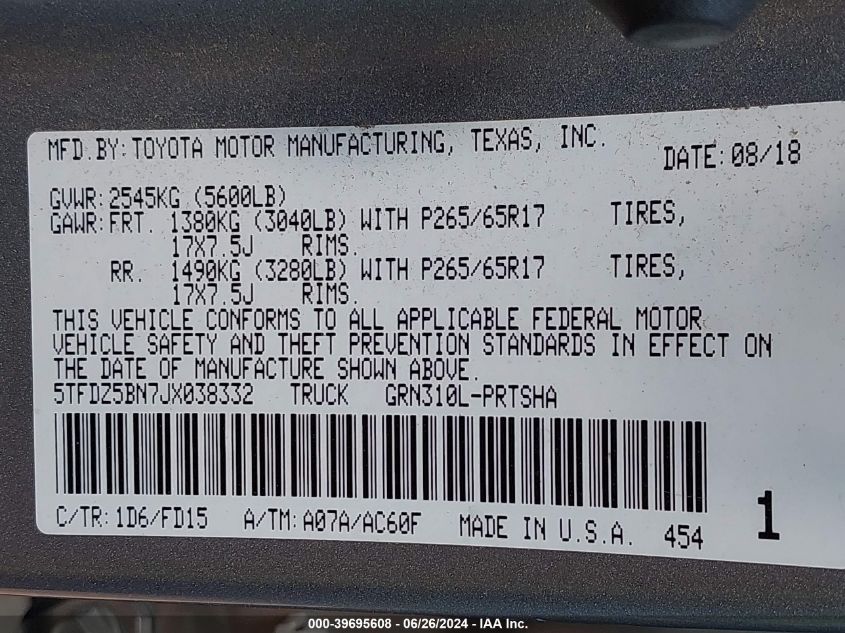 MFD.BY: TOYOTA MOTOR MANUFACTURING, TEXAS, INC.
DATE: 08/18
GVWR: 2545KG (5600LB)
GAWR: FRT. 1380KG (3040LB) WITH P265/65R17 TIRES,
17X7.5J RIMS.
RR. 1490KG (3280LB) WITH P265/65R17 TIRES,
17X7.5J RIMS.
THIS VEHICLE CONFORMS TO ALL APPLICABLE FEDERAL MOTOR
VEHICLE SAFETY AND THEFT PREVENTION STANDARDS IN EFFECT ON
THE DATE OF MANUFACTURE SHOWN ABOVE.
5TFDZ5BN7JX038332 TRUCK GRN310L-PRTSHA
C/TR: 1D6/FD15 A/TM: A07A/AC60F MADE IN U.S.A. 454
1
000-39695608 - 06/26/2024 - IAA Inc.